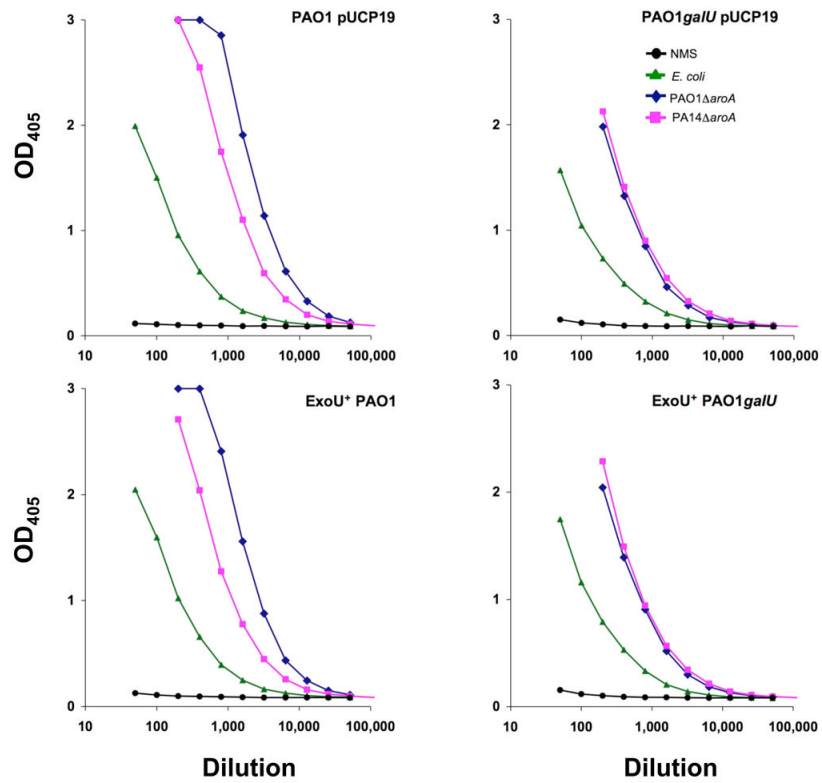 PAO1 pUCP19
3
2
1
0
OD405
10 100 1,000 10,000 100,000
PAO1galU pUCP19
NMS
E. coli
PAO1ΔaroA
PA14ΔaroA
3
2
1
0
10 100 1,000 10,000 100,000
ExoU+ PAO1
3
2
1
0
OD405
10 100 1,000 10,000 100,000
Dilution
ExoU+ PAO1galU
3
2
1
0
10 100 1,000 10,000 100,000
Dilution